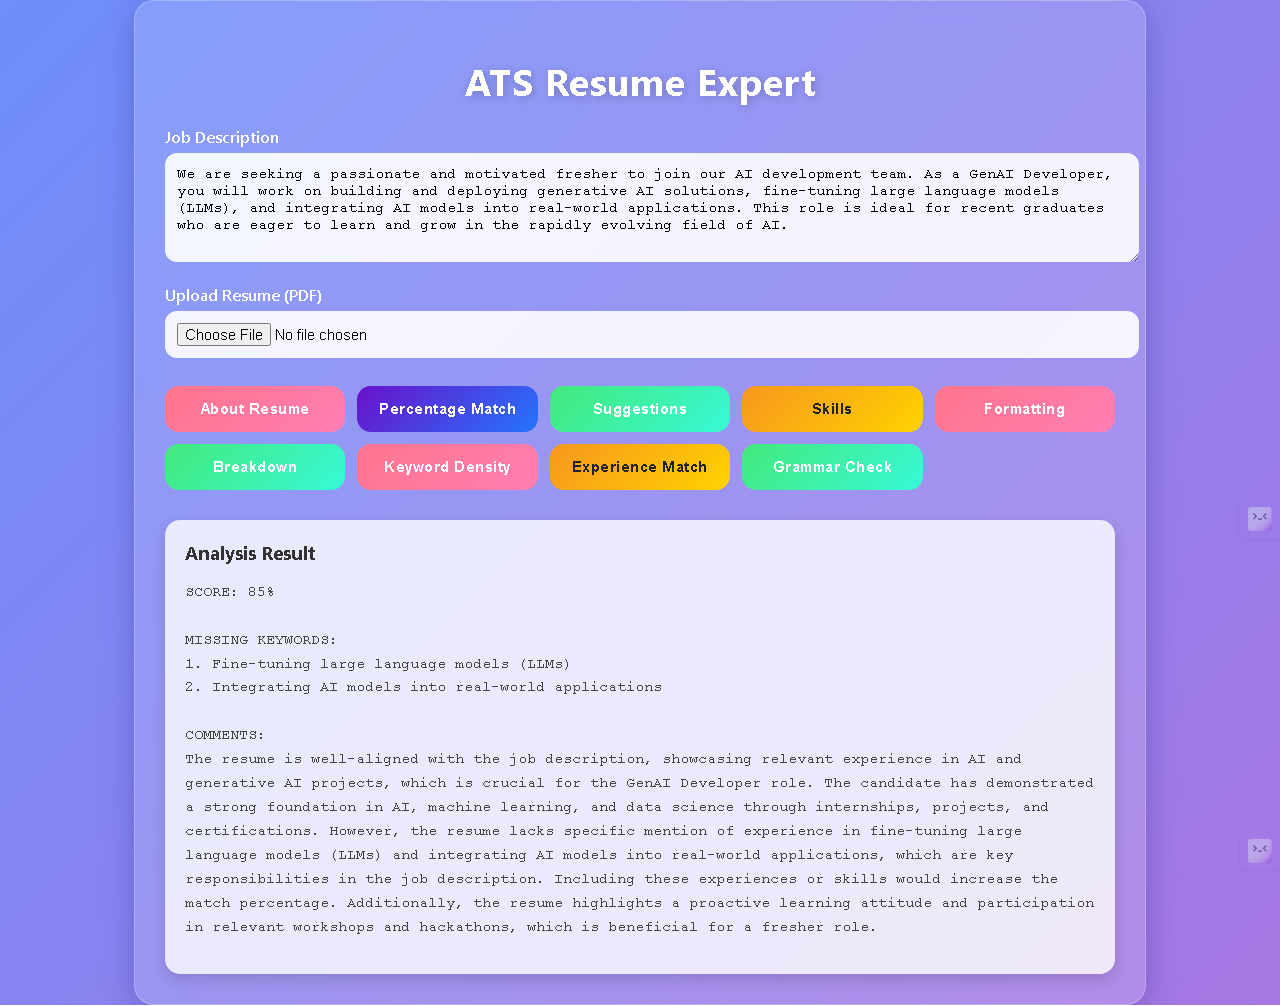 ATS Resume Expert
Job Description
We are seeking a passionate and motivated fresher to join our AI development team. As a GenAI Developer,
you will work on building and deploying generative AI solutions, fine-tuning large language models
(LLMs), and integrating AI models into real-world applications. This role is ideal for recent graduates
who are eager to learn and grow in the rapidly evolving field of AI.
Upload Resume (PDF)
Choose File No file chosen
About Resume Percentage Match Suggestions Skills Formatting
Breakdown Keyword Density Experience Match Grammar Check
Analysis Result
SCORE: 85%
MISSING KEYWORDS:
1. Fine-tuning large language models (LLMs)
2. Integrating AI models into real-world applications
COMMENTS:
The resume is well-aligned with the job description, showcasing relevant experience in AI and
generative AI projects, which is crucial for the GenAI Developer role. The candidate has demonstrated
a strong foundation in AI, machine learning, and data science through internships, projects, and
certifications. However, the resume lacks specific mention of experience in fine-tuning large
language models (LLMs) and integrating AI models into real-world applications, which are key
responsibilities in the job description. Including these experiences or skills would increase the
match percentage. Additionally, the resume highlights a proactive learning attitude and participation
in relevant workshops and hackathons, which is beneficial for a fresher role.